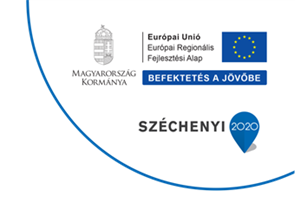 Európai Unió
Európai Regionális
Fejlesztési Alap
MAGYARORSZÁG
KORMÁNYA
BEFEKTETÉS A JÖVŐBE
SZÉCHENYI 2020